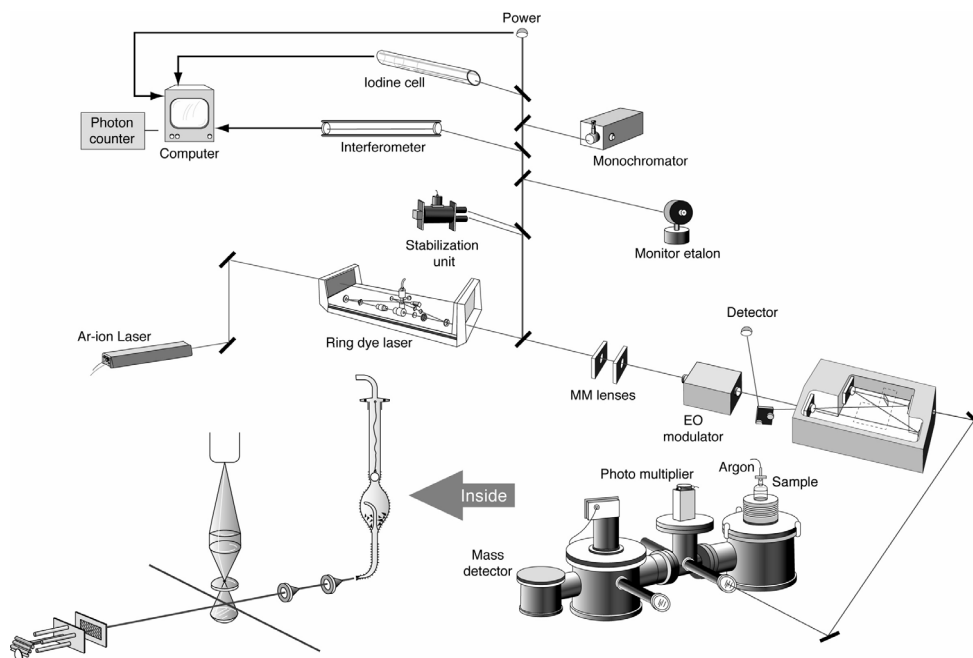 Power
Iodine cell
Photon
counter
Computer
Interferometer
Monochromator
Stabilization
unit
Monitor etalon
Detector
Ar-ion Laser
Ring dye laser
MM lenses
EO
modulator
Argon
Photo multiplier
Sample
Inside
Mass
detector